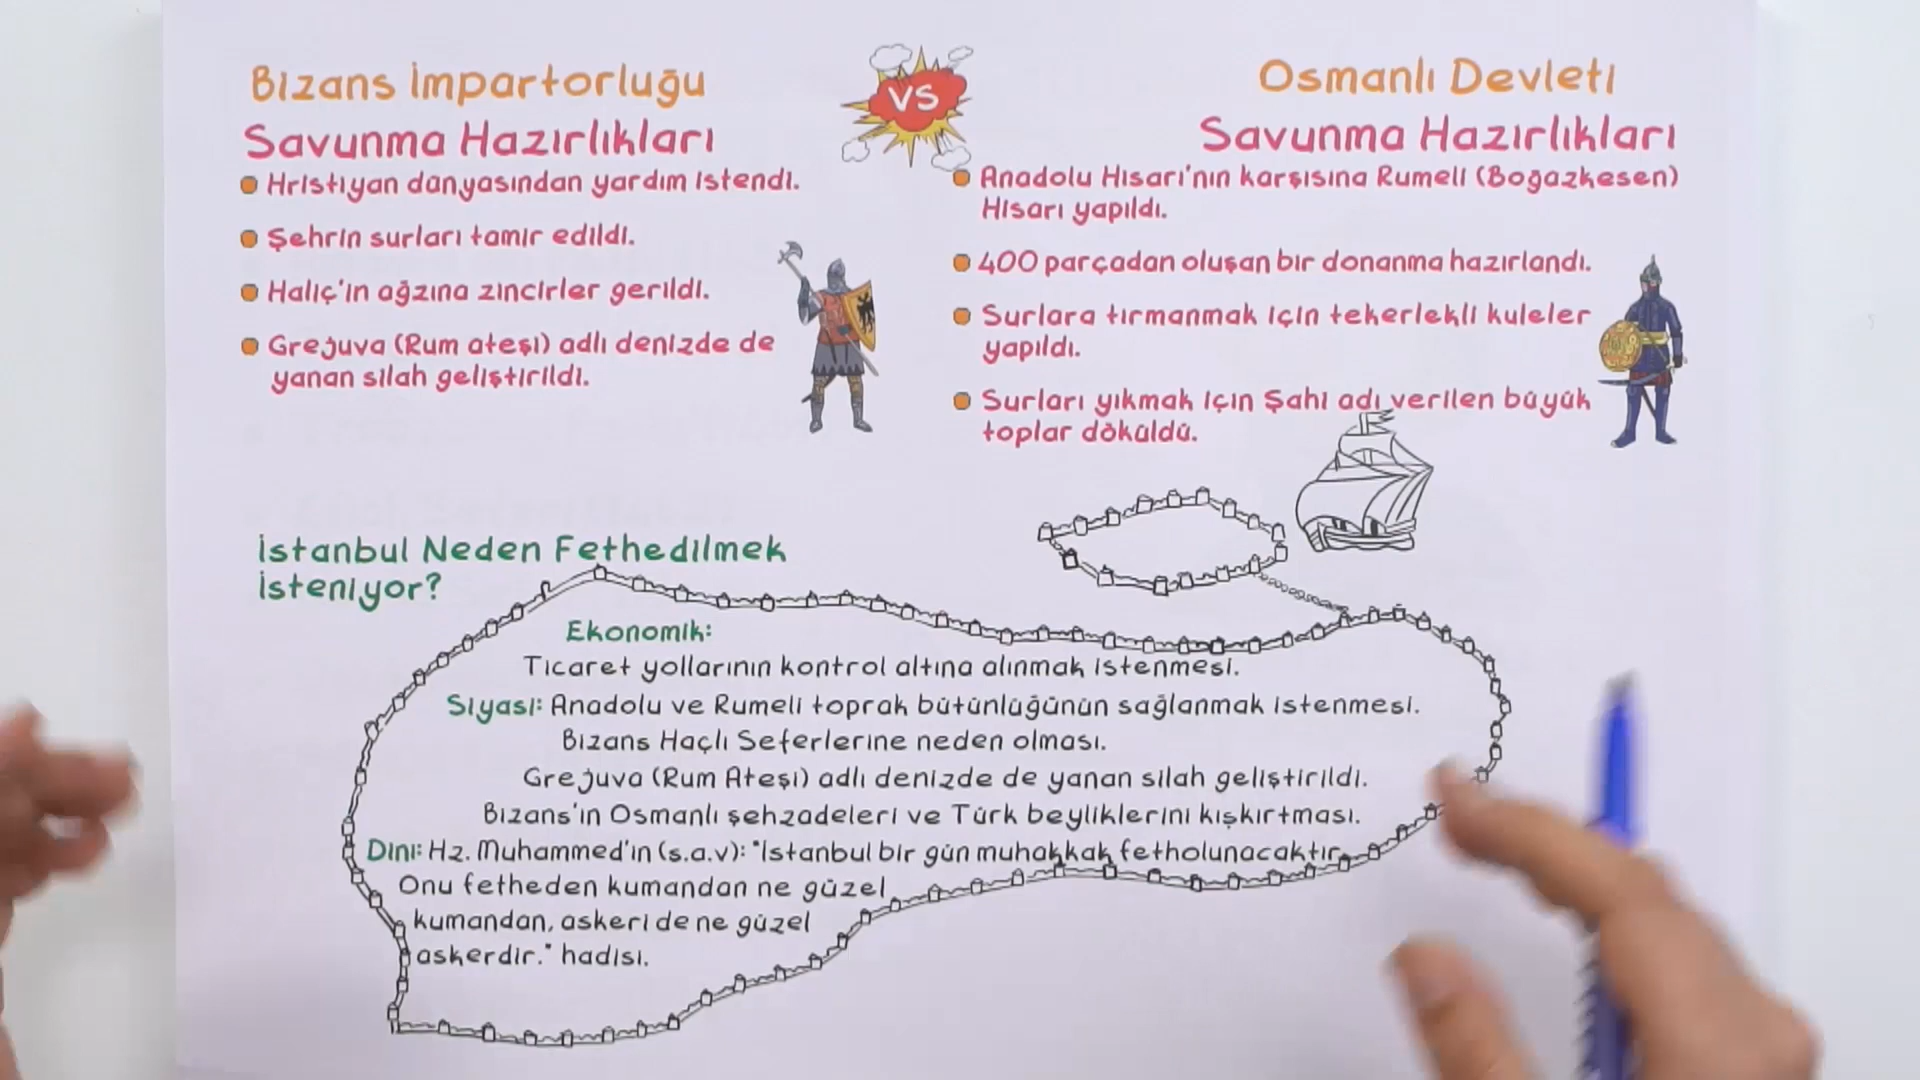 Bizans İmpartorluğu
Savunma Hazırlıkları
Hristiyan dünyasından yardım istendi.
Şehrin surları tamir edildi.
Haliç'in ağzına zincirler gerildi.
Grejuva (Rum ateşi) adlı denizde de
yanan silah geliştirildi.
VS
Osmanlı Devleti
Savunma Hazırlıkları
Anadolu Hisarı'nın karşısına Rumeli (Boğazkesen)
Hisarı yapıldı.
400 parçadan oluşan bir donanma hazırlandı.
Surlara tırmanmak için tekerlekli kuleler
yapıldı.
Surları yıkmak için Şahi adı verilen büyük
toplar döküldü.
İstanbul Neden Fethedilmek
İsteniyor?
Ekonomik:
Ticaret yollarının kontrol altına alınmak istenmesi.
Siyasi: Anadolu ve Rumeli toprak bütünlüğünün sağlanmak istenmesi.
Bizans Haçlı Seferlerine neden olması.
Grejuva (Rum Ateşi) adlı denizde de yanan silah geliştirildi.
Bizans'ın Osmanlı şehzadeleri ve Türk beyliklerini kışkırtması.
Dini: Hz. Muhammed'in (s.a.v): "İstanbul bir gün muhakkak fetholunacaktır.
Onu fetheden kumandan ne güzel
kumandan, askeri de ne güzel
askerdir." hadisi.